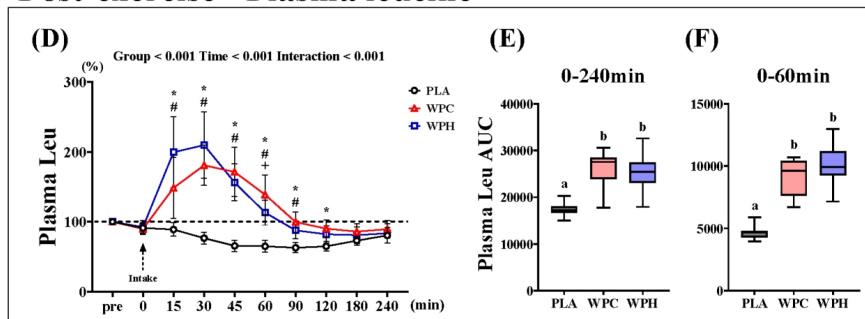 (D)
Group < 0.001 Time < 0.001 Interaction < 0.001
(%)
300
200
100
0
Plasma Leu
PLA
WPC
WPH
* * * * * *
# # # # #
Intake
pre 0 15 30 45 60 90 120 180 240 (min)
(E)
0-240min
Plasma Leu AUC
40000
30000
20000
10000
0
a b b
PLA WPC WPH
(F)
0-60min
15000
10000
5000
0
a b b
PLA WPC WPH